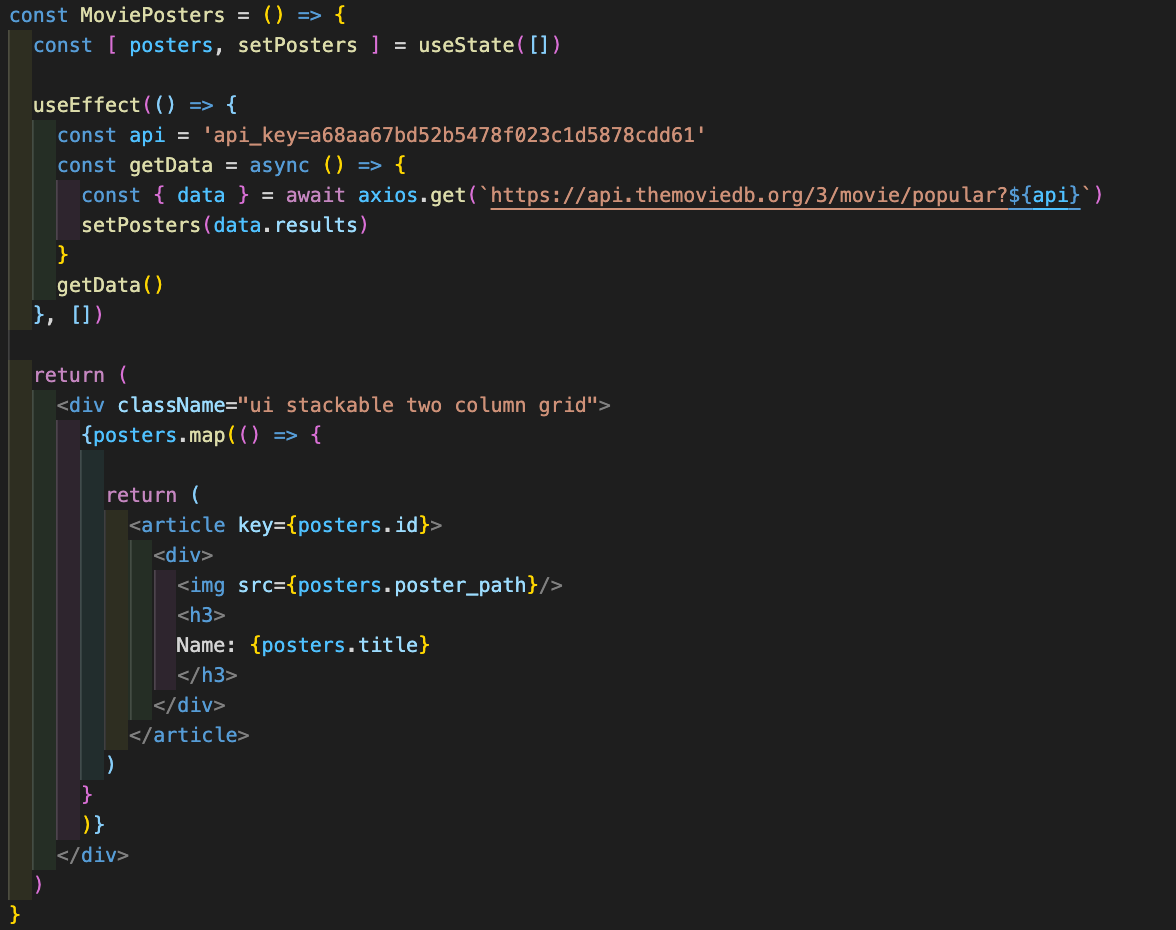 const MoviePosters = () => {
const [ posters, setPosters ] = useState([])
useEffect(() => {
const api = 'api_key=a68aa67bd52b5478f023c1d5878cdd61'
const getData = async () => {
const { data } = await axios.get(`https://api.themoviedb.org/3/movie/popular?${api}`)
setPosters(data.results)
}
getData()
}, [])
return (
<div className="ui stackable two column grid">
{posters.map(() => {
return (
<article key={posters.id}>
<div>
<img src={posters.poster_path}/>
<h3>
Name: {posters.title}
</h3>
</div>
</article>
)
}
)}
</div>
)
}